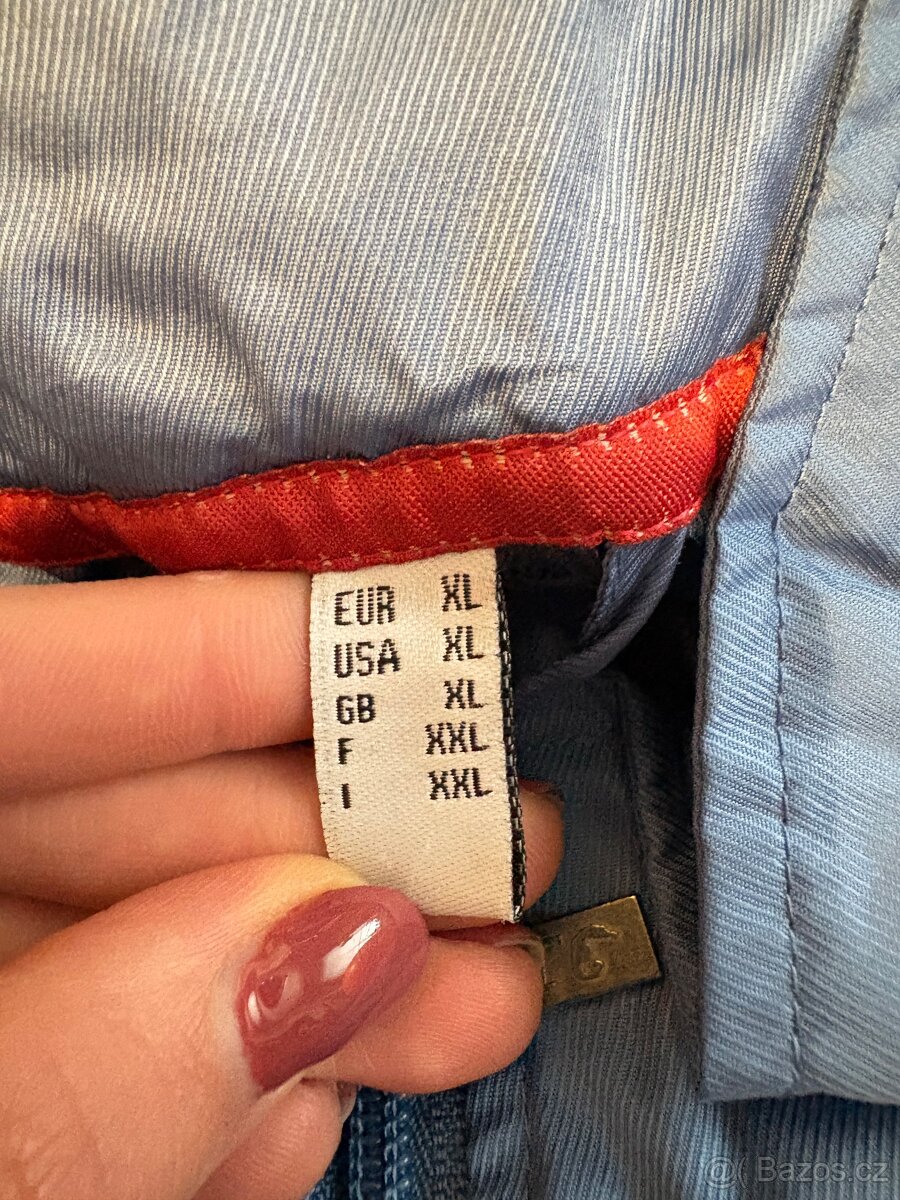 EUR XL
USA XL
GB XL
F XXL
I XXL
Bazos.cz